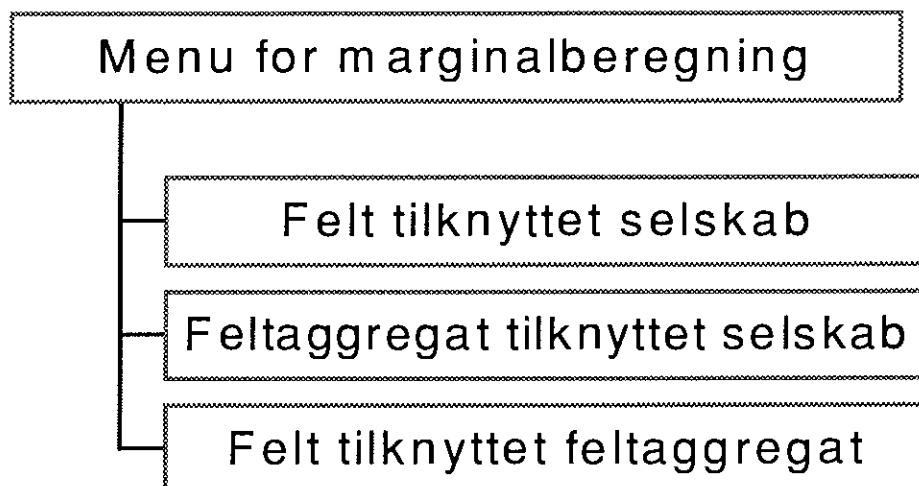 Menu for marginalberegning
Felt tilknyttet selskab
Feltaggregat tilknyttet selskab
Felt tilknyttet feltaggregat